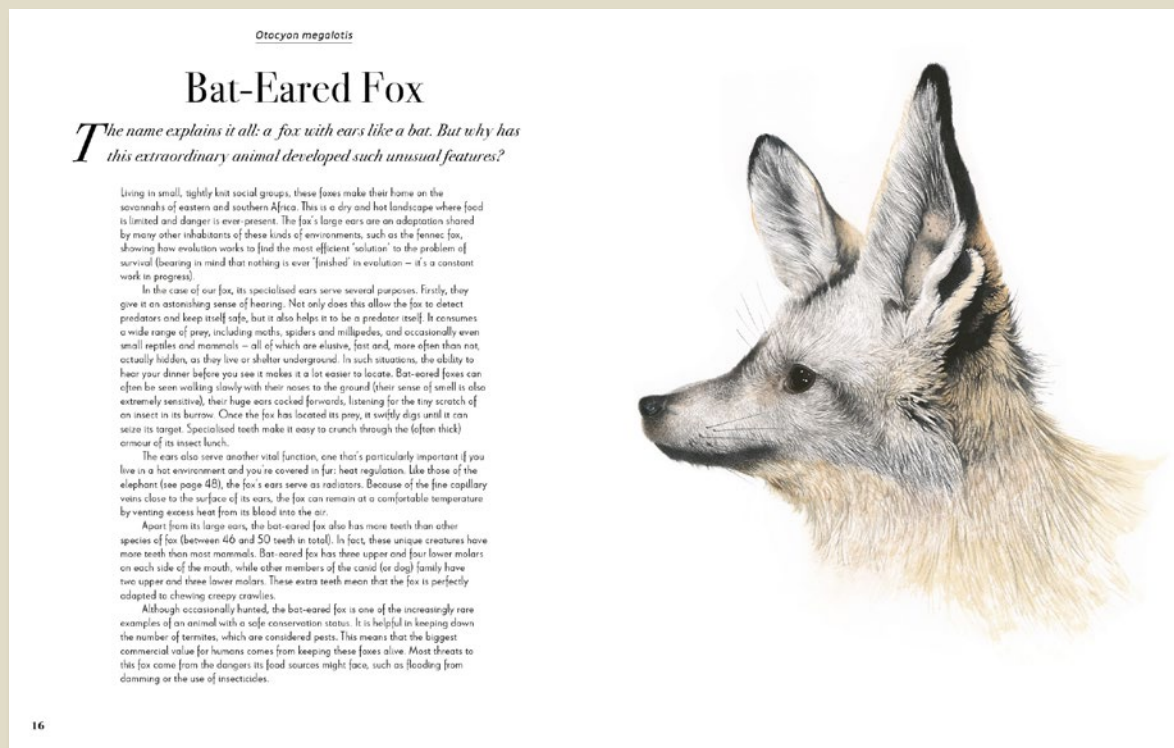 Otocyon megalotis
Bat-Eared Fox
The name explains it all: a fox with ears like a bat. But why has
this extraordinary animal developed such unusual features?
Living in small, tightly knit social groups, these foxes make their home on the
savannahs of eastern and southern Africa. This is a dry and hot landscape where food
is limited and danger is ever-present. The fox's large ears are an adaptation shared
by many other inhabitants of these kinds of environments, such as the fennec fox,
showing how evolution works to find the most efficient 'solution' to the problem of
survival (bearing in mind that nothing is ever 'finished' in evolution – it's a constant
work in progress).
In the case of our fox, its specialised ears serve several purposes. Firstly, they
give it an astonishing sense of hearing. Not only does this allow the fox to detect
predators and keep itself safe, but it also helps it to be a predator itself. It consumes
a wide range of prey, including moths, spiders and millipedes, and occasionally even
small reptiles and mammals – all of which are elusive, fast and, more often than not,
actually hidden, as they live or shelter underground. In such situations, the ability to
hear your dinner before you see it makes it a lot easier to locate. Bat-eared foxes can
often be seen walking slowly with their noses to the ground (their sense of smell is also
extremely sensitive), their huge ears cocked forwards, listening for the tiny scratch of
an insect in its burrow. Once the fox has located its prey, it swiftly digs until it can
seize its target. Specialised teeth make it easy to crunch through the (often thick)
armour of its insect lunch.
The ears also serve another vital function, one that's particularly important if you
live in a hot environment and you're covered in fur: heat regulation. Like those of the
elephant (see page 48), the fox's ears serve as radiators. Because of the fine capillary
veins close to the surface of its ears, the fox can remain at a comfortable temperature
by venting excess heat from its blood into the air.
Apart from its large ears, the bat-eared fox also has more teeth than other
species of fox (between 46 and 50 teeth in total). In fact, these unique creatures have
more teeth than most mammals. Bat-eared fox has three upper and four lower molars
on each side of the mouth, while other members of the canid (or dog) family have
two upper and three lower molars. These extra teeth mean that the fox is perfectly
adapted to chewing creepy crawlies.
Although occasionally hunted, the bat-eared fox is one of the increasingly rare
examples of an animal with a safe conservation status. It is helpful in keeping down
the number of termites, which are considered pests. This means that the biggest
commercial value for humans comes from keeping these foxes alive. Most threats to
this fox come from the dangers its food sources might face, such as flooding from
damming or the use of insecticides.
16